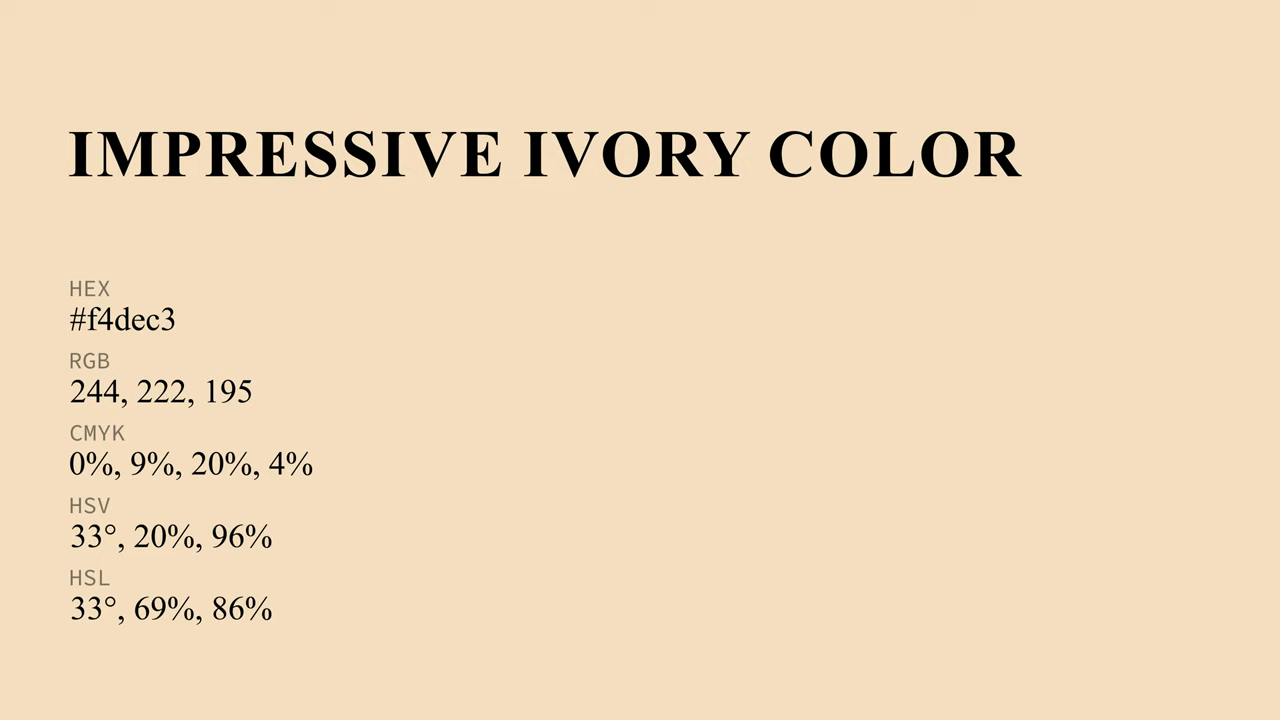 IMPRESSIVE IVORY COLOR
HEX
#f4dec3
RGB
244, 222, 195
CMYK
0%, 9%, 20%, 4%
HSV
33°, 20%, 96%
HSL
33°, 69%, 86%